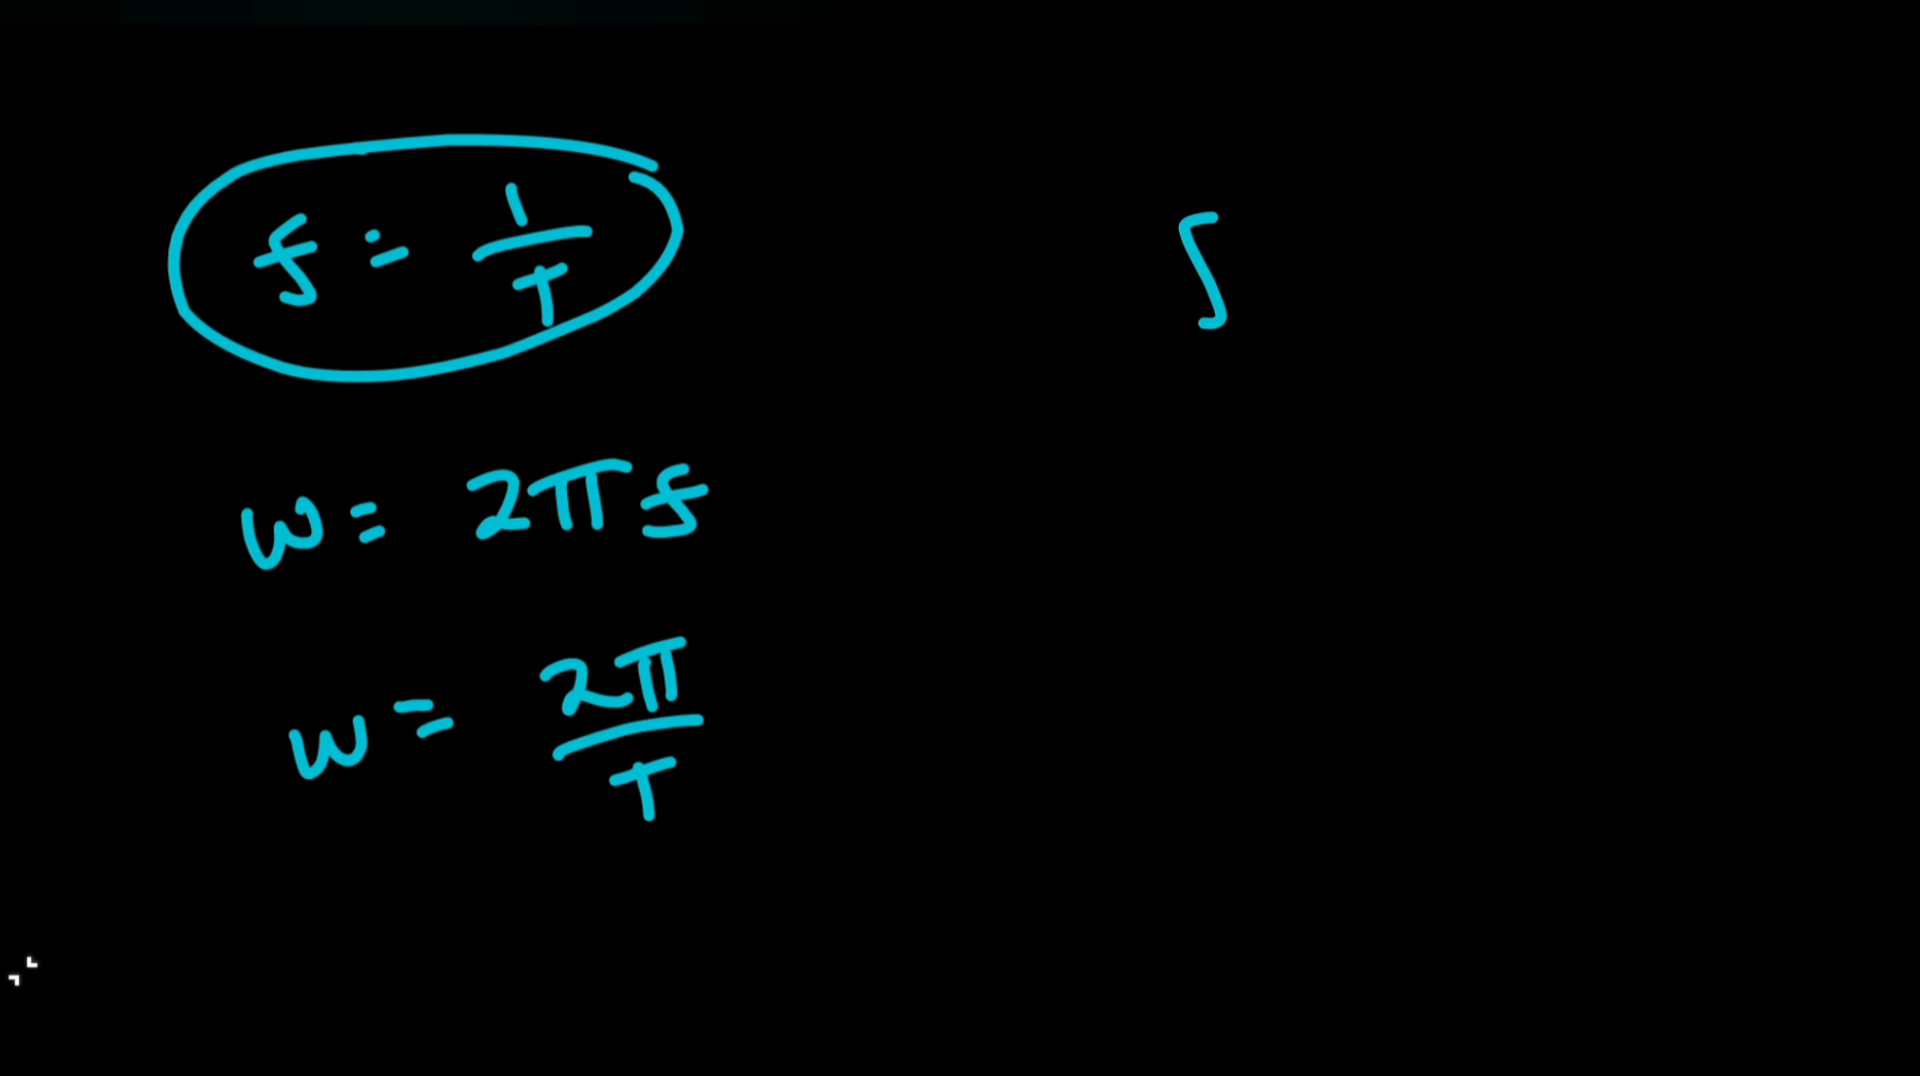 f = 1/T
ω = 2πf
ω = 2π/T
∫